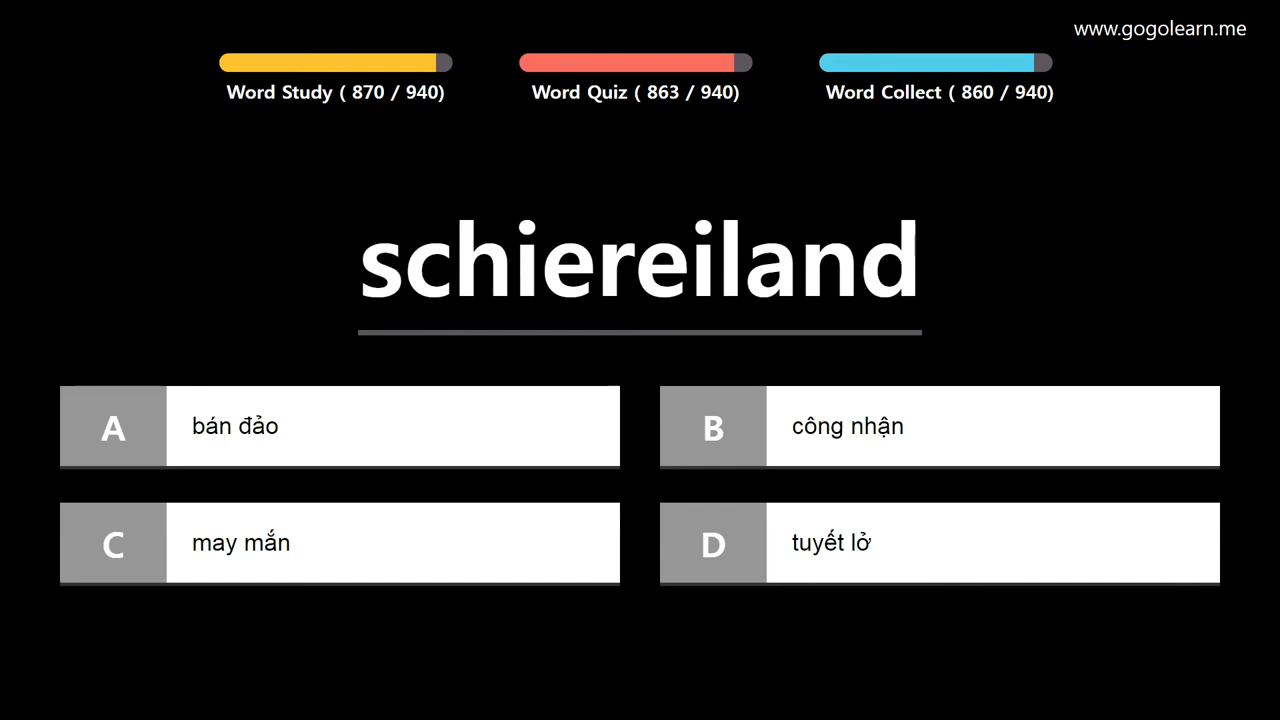 www.gogolearn.me
Word Study ( 870 / 940)
Word Quiz ( 863 / 940)
Word Collect ( 860 / 940)
schiereiland
A bán đảo
B công nhận
C may mắn
D tuyết lở